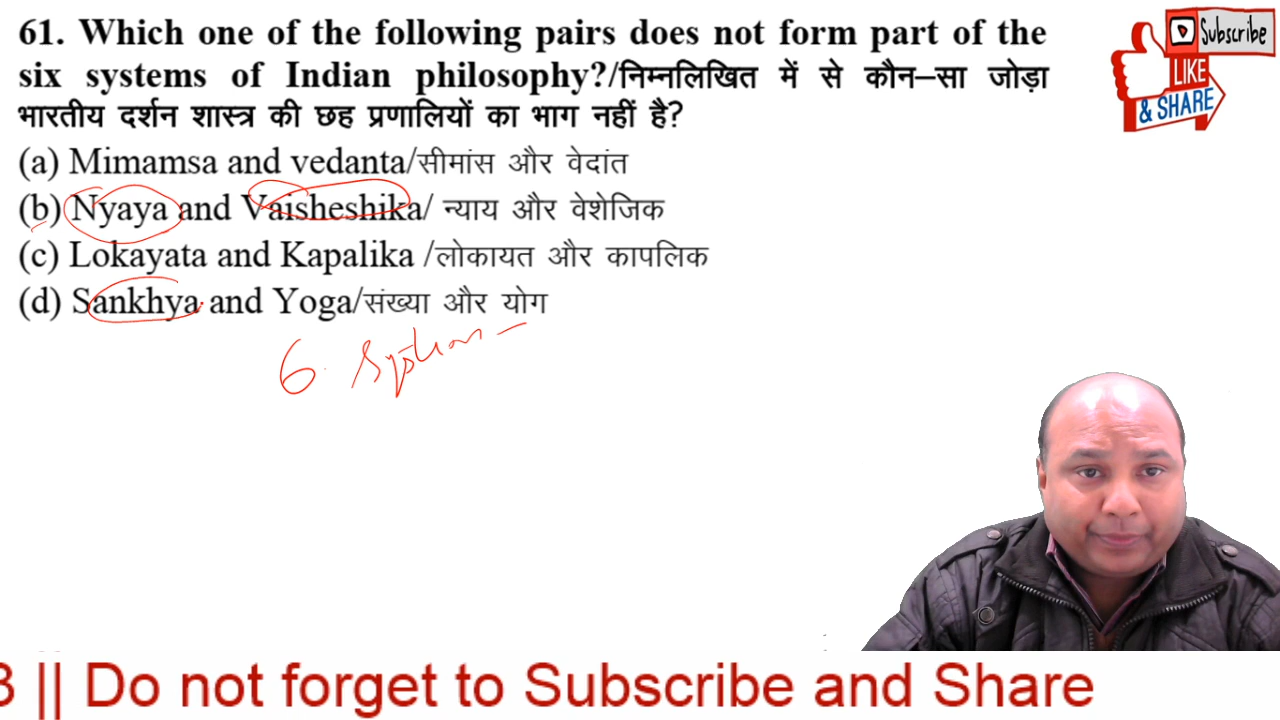 61. Which one of the following pairs does not form part of the
six systems of Indian philosophy?/निम्नलिखित में से कौन–सा जोड़ा
भारतीय दर्शन शास्त्र की छह प्रणालियों का भाग नहीं है?
(a) Mimamsa and vedanta/सीमांस और वेदांत
(b) Nyaya and Vaisheshika/ न्याय और वेशेजिक
(c) Lokayata and Kapalika /लोकायत और कापलिक
(d) Sankhya and Yoga/संख्या और योग
6. System –
Subscribe
LIKE
& SHARE
3 || Do not forget to Subscribe and Share